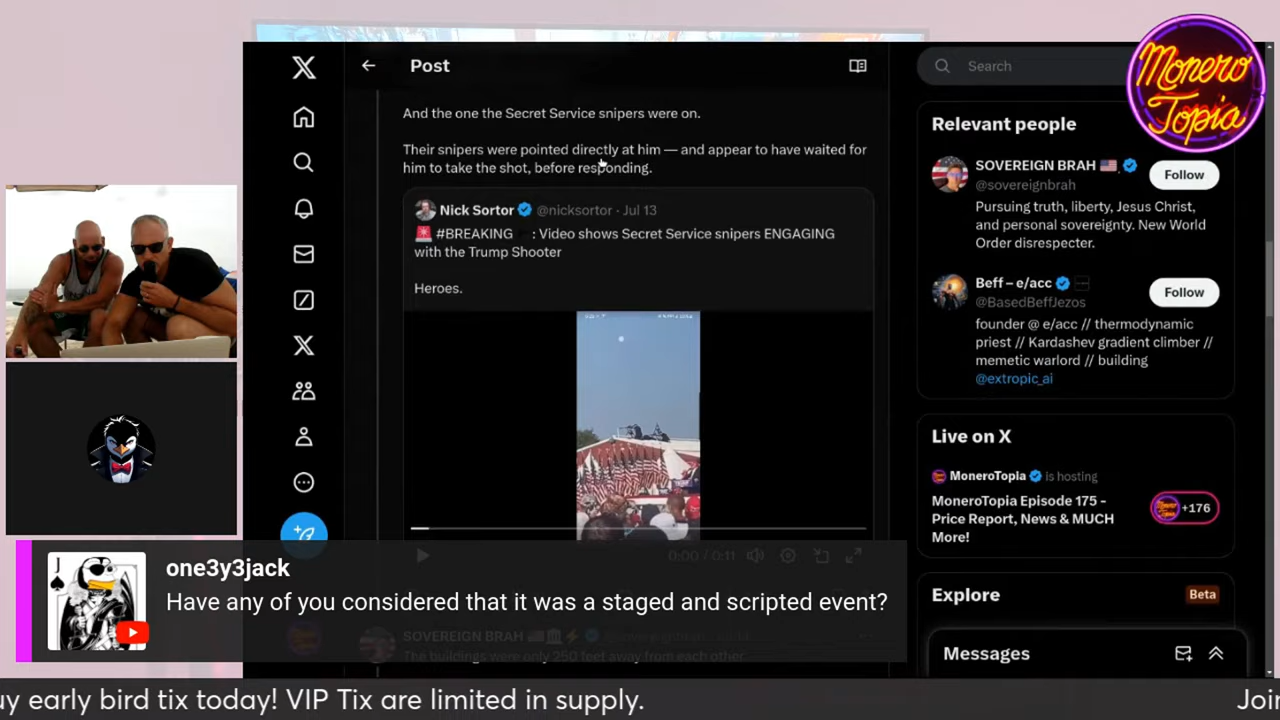 Post
And the one the Secret Service snipers were on.
Their snipers were pointed directly at him — and appear to have waited for
him to take the shot, before responding.
Nick Sortor @nicksortor · Jul 13
#BREAKING : Video shows Secret Service snipers ENGAGING
with the Trump Shooter
Heroes.
0:00 / 0:11
SOVEREIGN BRAH
The buildings were only 250 feet away from each other.
Search
Monero
Topia
Relevant people
SOVEREIGN BRAH
@sovereignbrah
Follow
Pursuing truth, liberty, Jesus Christ,
and personal sovereignty. New World
Order disrespecter.
Beff – e/acc
@BasedBeffJezos
Follow
founder @ e/acc // thermodynamic
priest // Kardashev gradient climber //
memetic warlord // building
@extropic_ai
Live on X
MoneroTopia is hosting
MoneroTopia Episode 175 -
Price Report, News & MUCH
More!
+176
Explore
Beta
Messages
one3y3jack
Have any of you considered that it was a staged and scripted event?
uy early bird tix today! VIP Tix are limited in supply.
Join